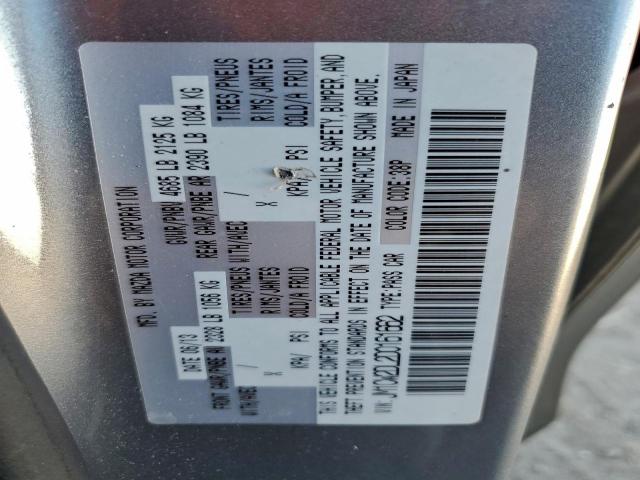 MFD. BY MAZDA MOTOR CORPORATION
DATE 06/13 GVWR/PNBV 4685 LB 2125 KG
FRONT GAWR/PNBE AV 2328 LB 1056 KG REAR GAWR/PNBE AR 2390 LB 1084 KG
WITH/AVEC / TIRES/PNEUS WITH/AVEC / TIRES/PNEUS
X RIMS/JANTES X RIMS/JANTES
KPA/ PSI COLD/A FROID KPA/ PSI COLD/A FROID
THIS VEHICLE CONFORMS TO ALL APPLICABLE FEDERAL MOTOR VEHICLE SAFETY, BUMPER, AND
THEFT PREVENTION STANDARDS IN EFFECT ON THE DATE OF MANUFACTURE SHOWN ABOVE.
COLOR CODE:38P MADE IN JAPAN
VIN: TYPE:PASS CAR